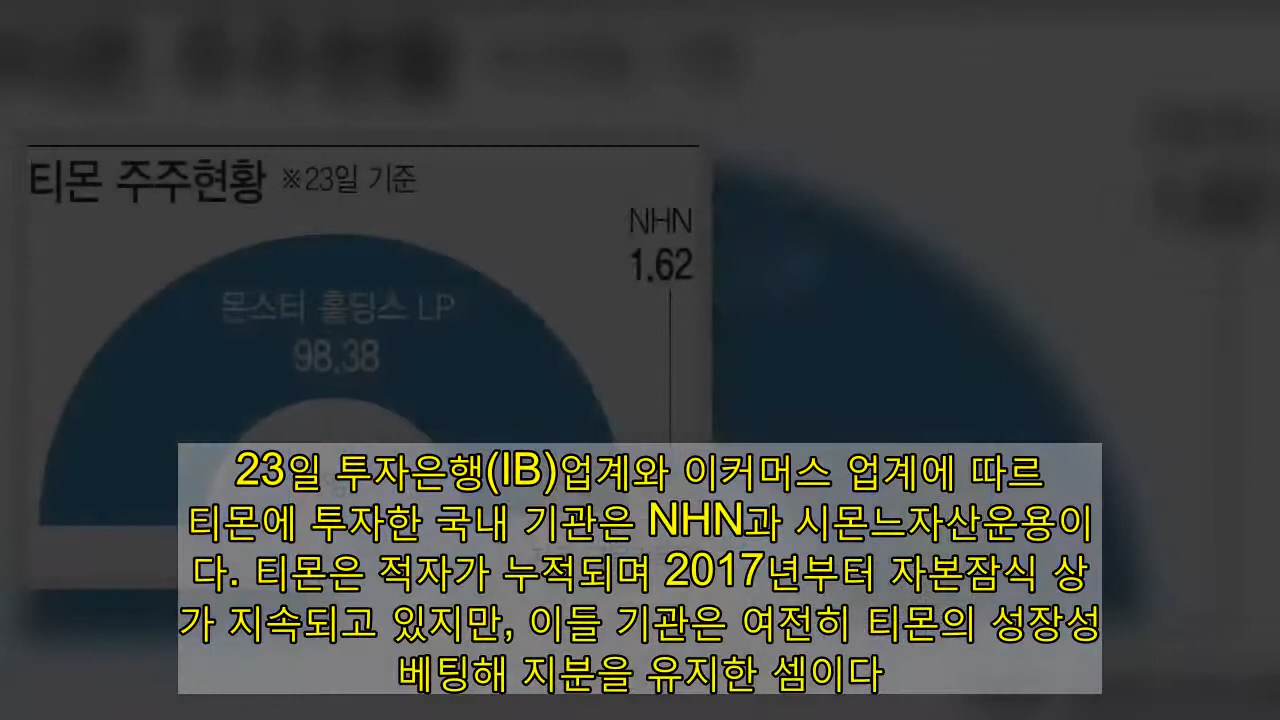 티몬 주주현황 ※23일 기준
NHN
1.62
몬스터 홀딩스 LP
98.38
23일 투자은행(IB)업계와 이커머스 업계에 따르
티몬에 투자한 국내 기관은 NHN과 시몬느자산운용이
다. 티몬은 적자가 누적되며 2017년부터 자본잠식 상
가 지속되고 있지만, 이들 기관은 여전히 티몬의 성장성
베팅해 지분을 유지한 셈이다